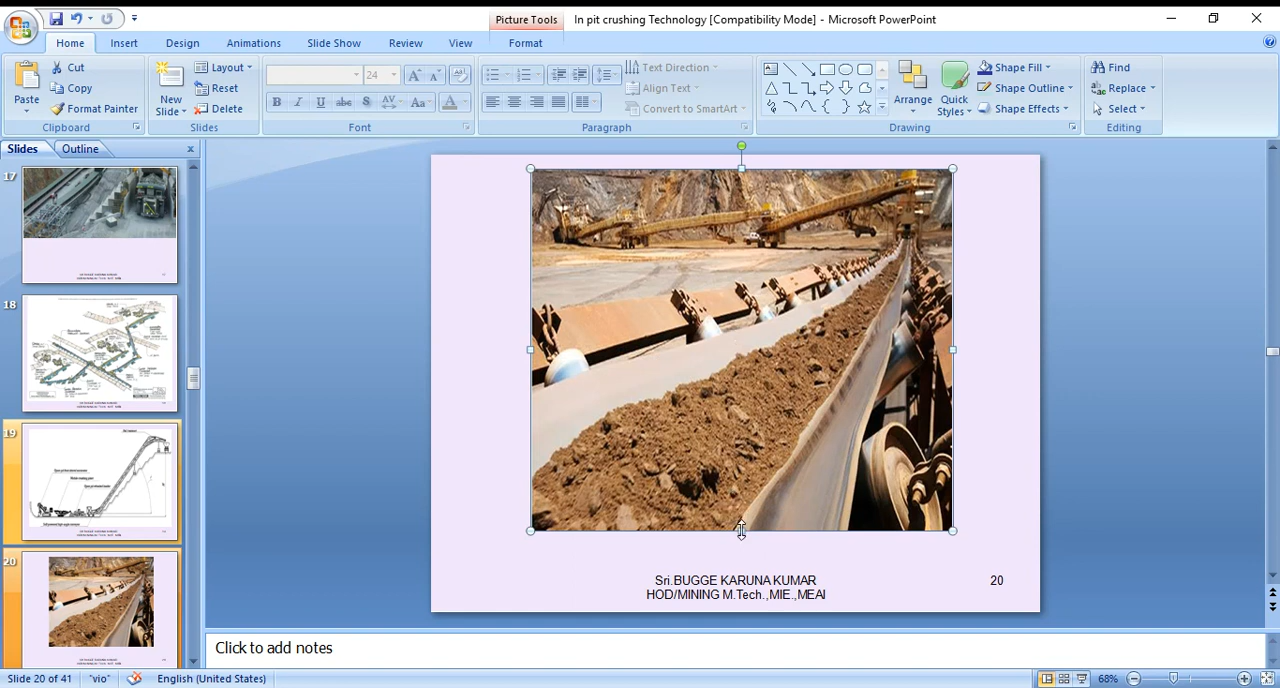 Picture Tools
In pit crushing Technology [Compatibility Mode] - Microsoft PowerPoint
Home Insert Design Animations Slide Show Review View Format
Paste
Cut
Copy
Format Painter
Clipboard
New Slide
Layout
Reset
Delete
Slides
24
B I U abc S AV Aa A
Font
Text Direction
Align Text
Convert to SmartArt
Paragraph
Arrange
Quick Styles
Shape Fill
Shape Outline
Shape Effects
Drawing
Find
Replace
Select
Editing
Slides Outline
17
18
19
20
Sri.BUGGE KARUNA KUMAR
HOD/MINING M.Tech.,MIE.,MEAI
20
Click to add notes
Slide 20 of 41 "vio" English (United States) 68%